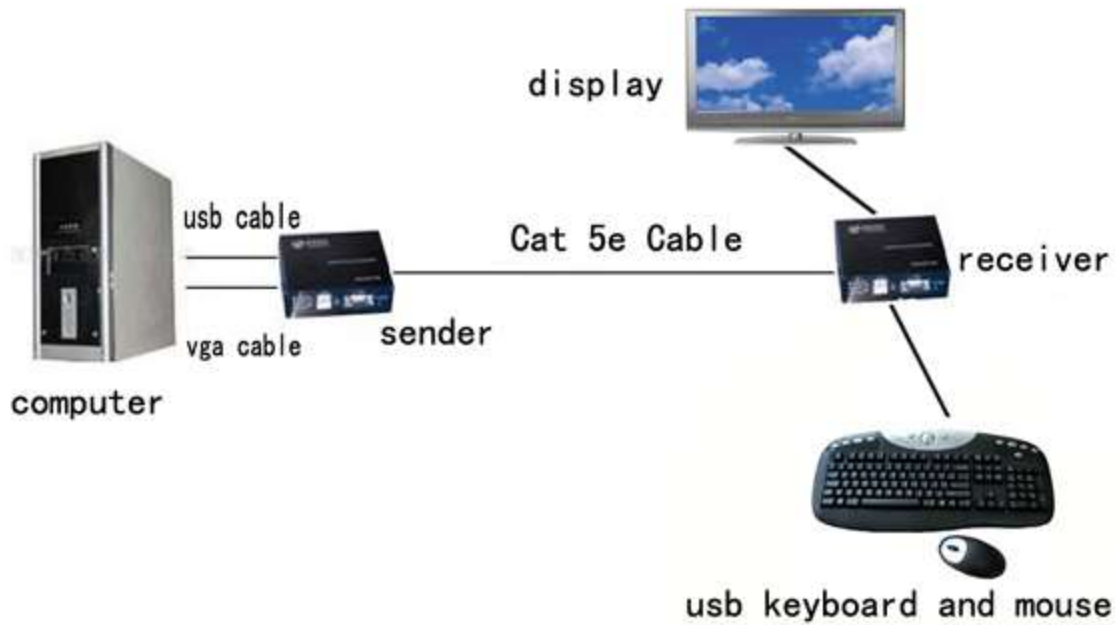 display
usb cable
Cat 5e Cable
receiver
sender
vga cable
computer
usb keyboard and mouse